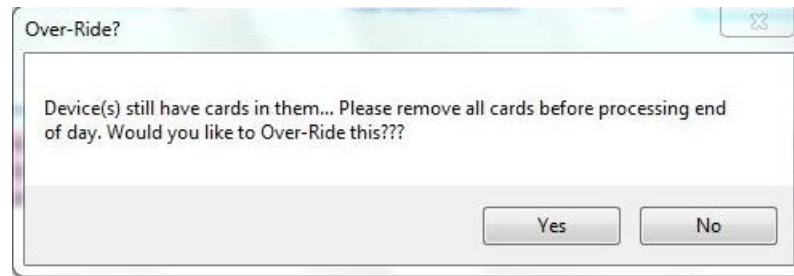 Over-Ride?
Device(s) still have cards in them... Please remove all cards before processing end
of day. Would you like to Over-Ride this???
Yes No